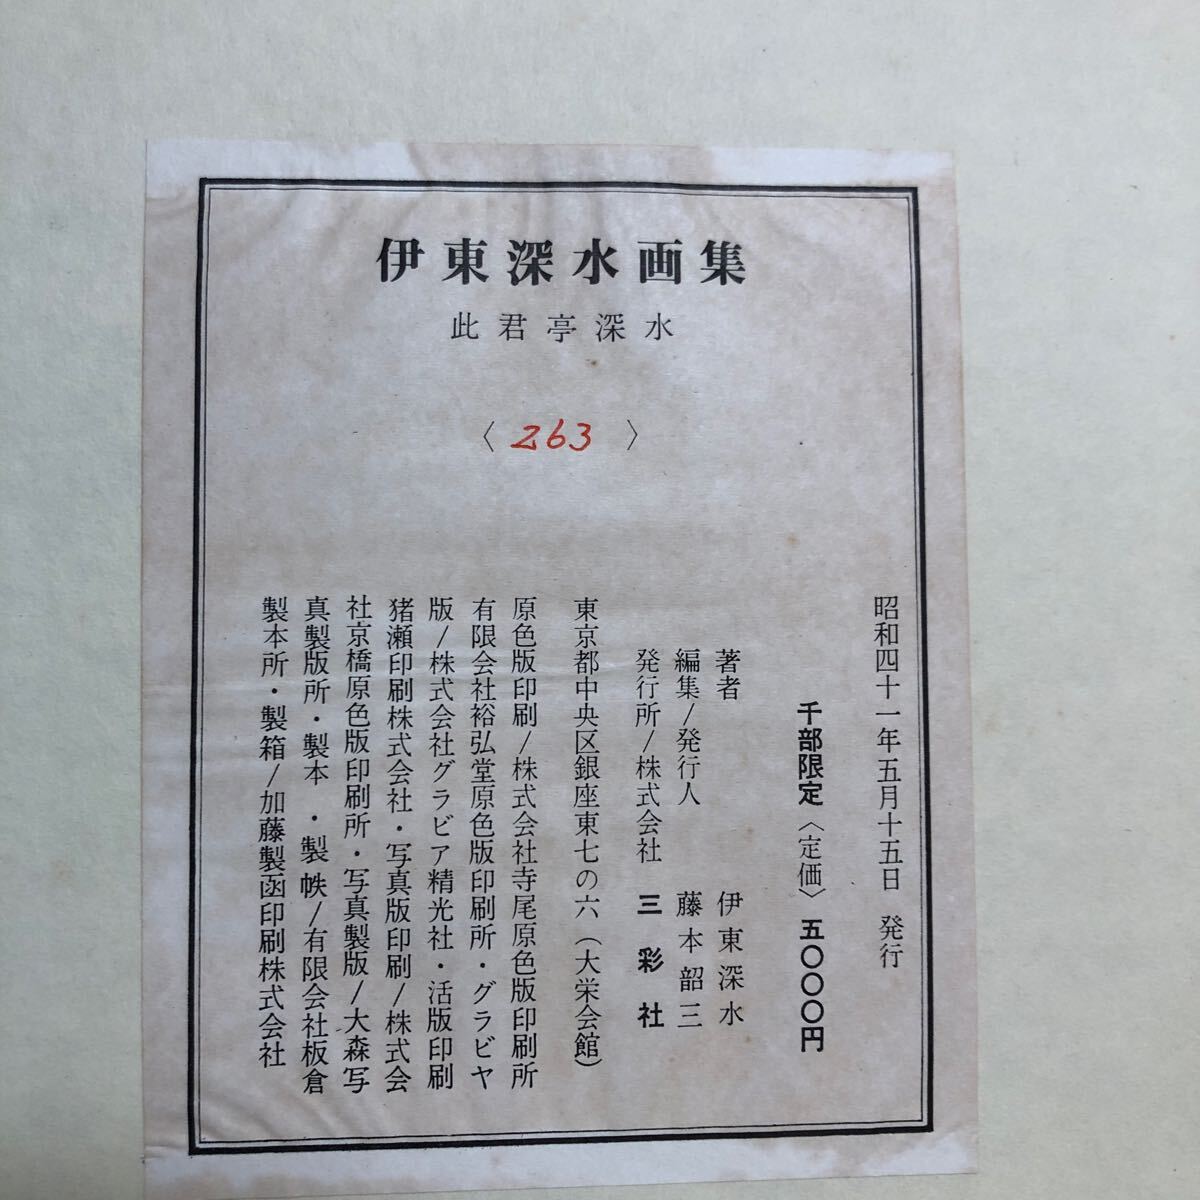 伊東深水画集
此君亭深水
〈 263 〉
昭和四十一年五月十五日 発行
千部限定〈定価〉五〇〇〇円
著者 伊東深水
編集/発行人 藤本韶三
発行所/株式会社 三彩社
東京都中央区銀座東七の六(大栄会館)
原色版印刷/株式会社寺尾原色版印刷所
有限会社裕弘堂原色版印刷所・グラビヤ
版/株式会社グラビア精光社・活版印刷
猪瀬印刷株式会社・写真版印刷/株式会
社京橋原色版印刷所・写真製版/大森写
真製版所・製本・製帙/有限会社板倉
製本所・製箱/加藤製函印刷株式会社